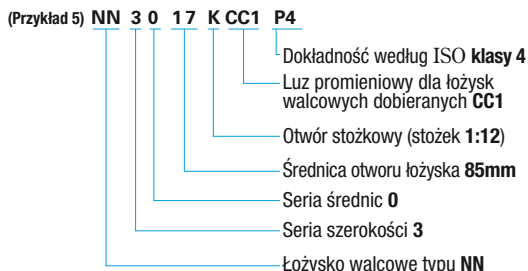 (Przykład 5) NN 3 0 17 K CC1 P4
Dokładność według ISO klasy 4
Luz promieniowy dla łożysk
walcowych dobieranych CC1
Otwór stożkowy (stożek 1:12)
Średnica otworu łożyska 85mm
Seria średnic 0
Seria szerokości 3
Łożysko walcowe typu NN